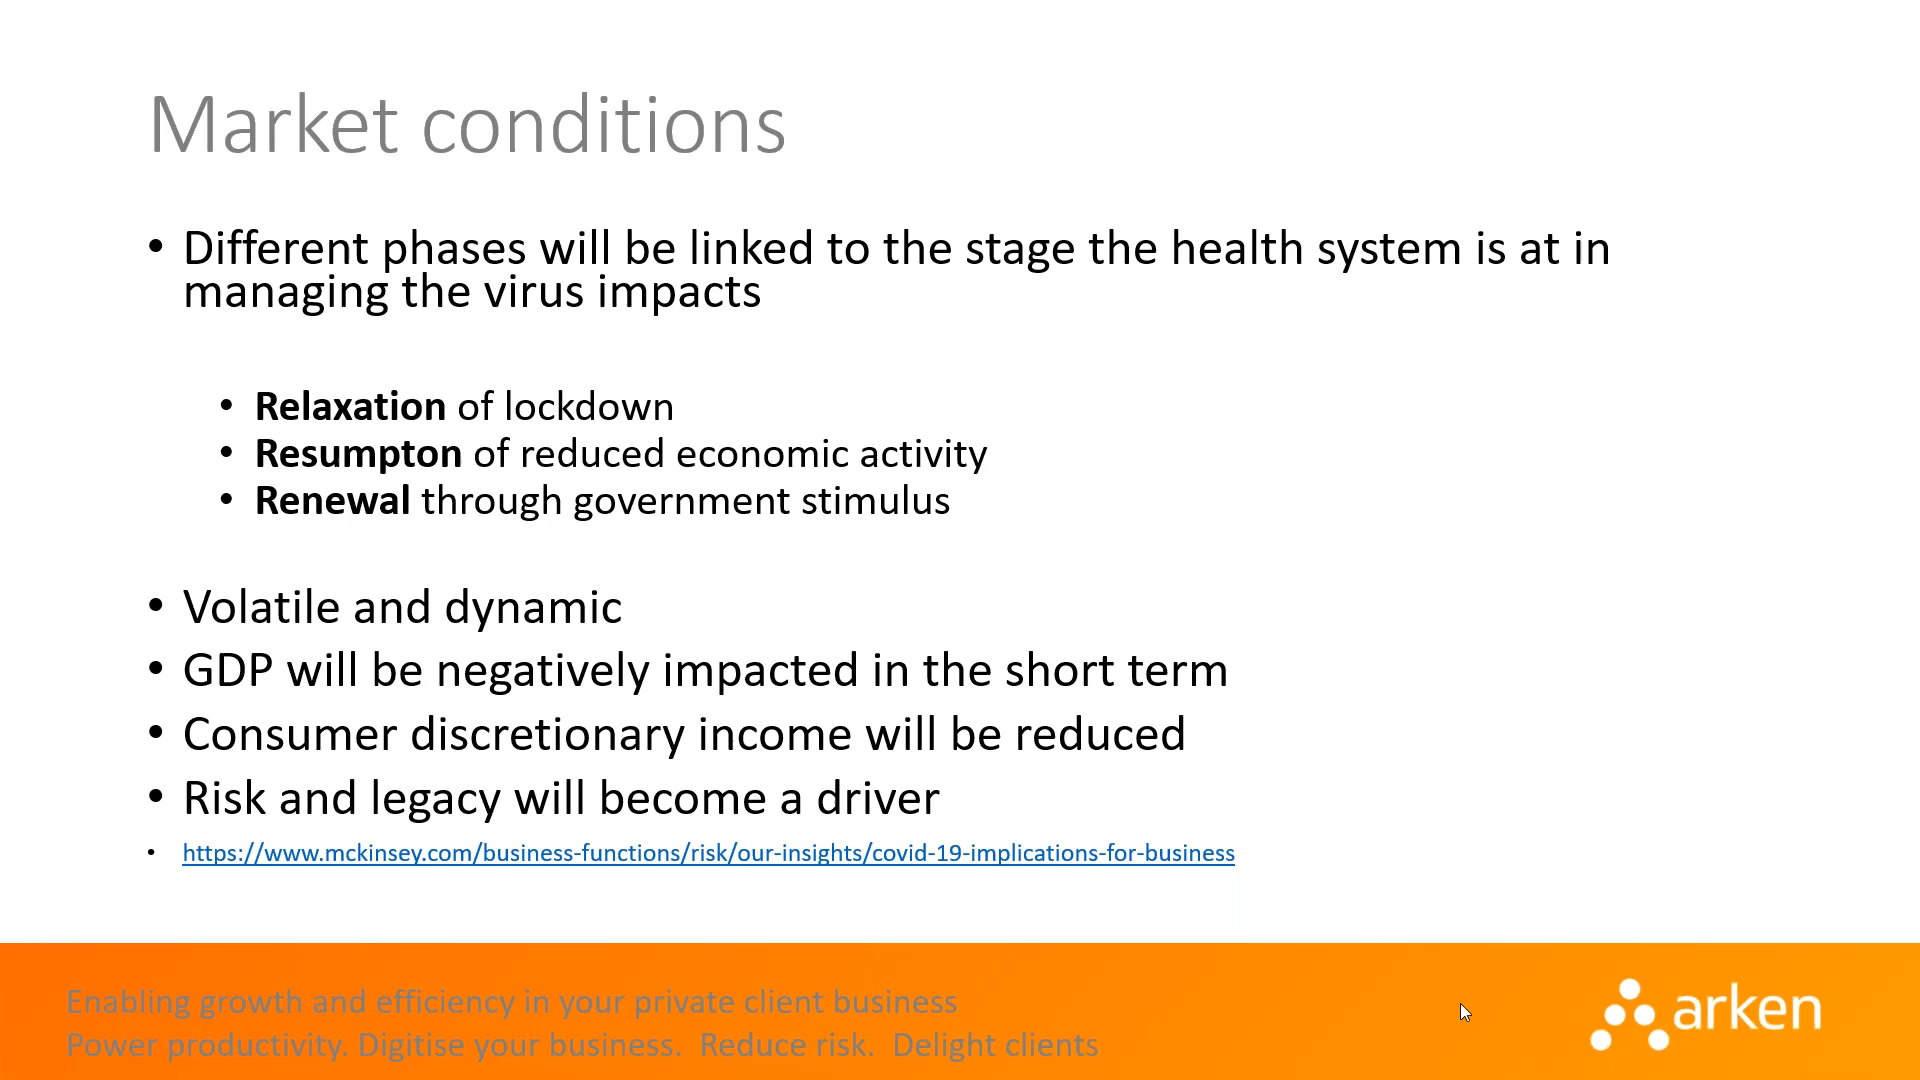 Market conditions
• Different phases will be linked to the stage the health system is at in
managing the virus impacts
• Relaxation of lockdown
• Resumpton of reduced economic activity
• Renewal through government stimulus
• Volatile and dynamic
• GDP will be negatively impacted in the short term
• Consumer discretionary income will be reduced
• Risk and legacy will become a driver
• https://www.mckinsey.com/business-functions/risk/our-insights/covid-19-implications-for-business
Enabling growth and efficiency in your private client business
Power productivity. Digitise your business.  Reduce risk.  Delight clients
arken